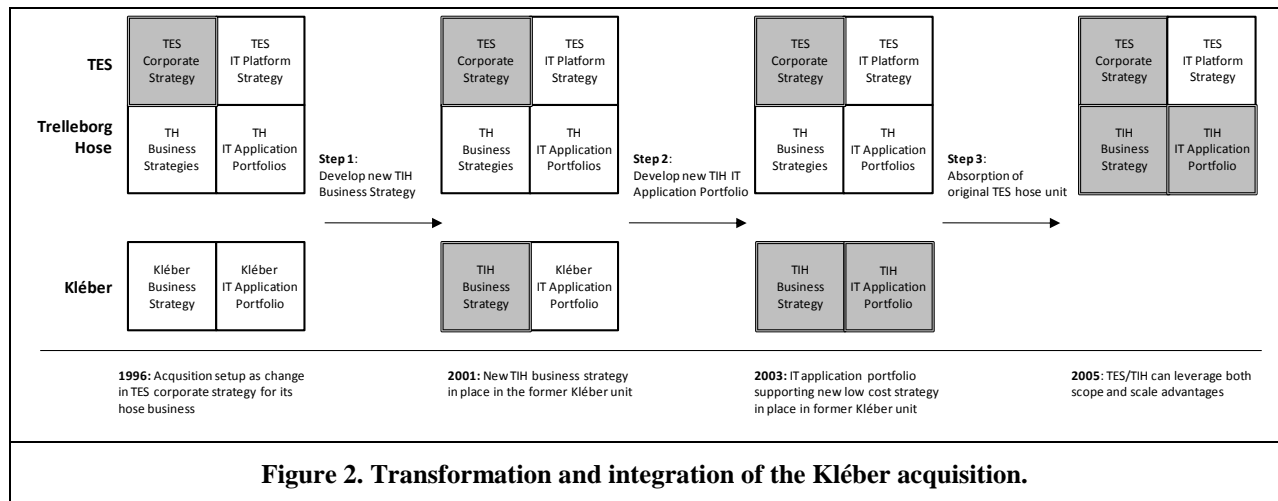 TES
Trelleborg
Hose
Kléber
TES
Corporate
Strategy
TES
IT Platform
Strategy
TH
Business
Strategies
TH
IT Application
Portfolios
Kléber
Business
Strategy
Kléber
IT Application
Portfolio
Step 1:
Develop new TIH
Business Strategy
TES
Corporate
Strategy
TES
IT Platform
Strategy
TH
Business
Strategies
TH
IT Application
Portfolios
TIH
Business
Strategy
Kléber
IT Application
Portfolio
Step 2:
Develop new TIH IT
Application Portfolio
TES
Corporate
Strategy
TES
IT Platform
Strategy
TH
Business
Strategies
TH
IT Application
Portfolios
TIH
Business
Strategy
TIH
IT Application
Portfolio
Step 3:
Absorption of
original TES hose unit
TES
Corporate
Strategy
TES
IT Platform
Strategy
TIH
Business
Strategy
TIH
IT Application
Portfolio
1996: Acqusition setup as change
in TES corporate strategy for its
hose business
2001: New TIH business strategy
in place in the former Kléber unit
2003: IT application portfolio
supporting new low cost strategy
in place in former Kléber unit
2005: TES/TIH can leverage both
scope and scale advantages
Figure 2. Transformation and integration of the Kléber acquisition.